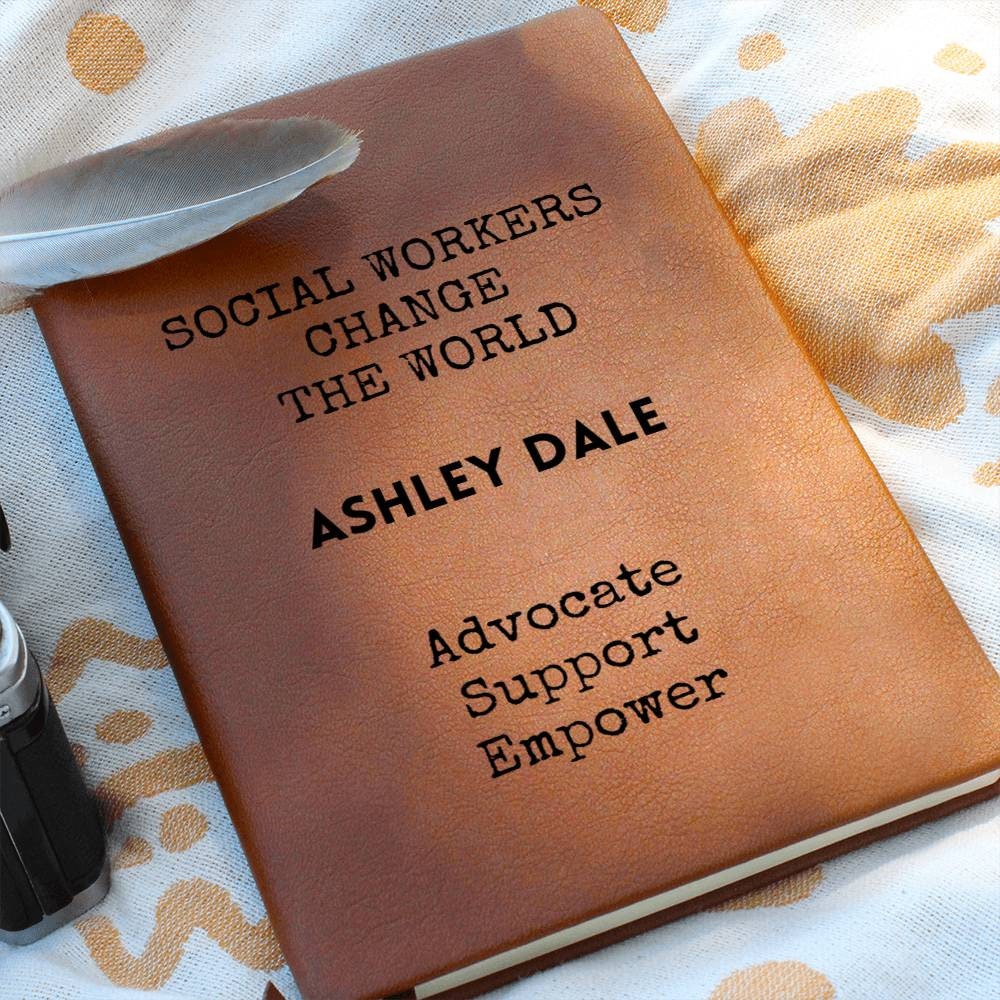 SOCIAL WORKERS
CHANGE
THE WORLD
ASHLEY DALE
Advocate
Support
Empower